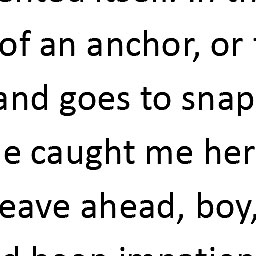 of an anchor, or
and goes to snap
e caught me her
eave ahead, boy,